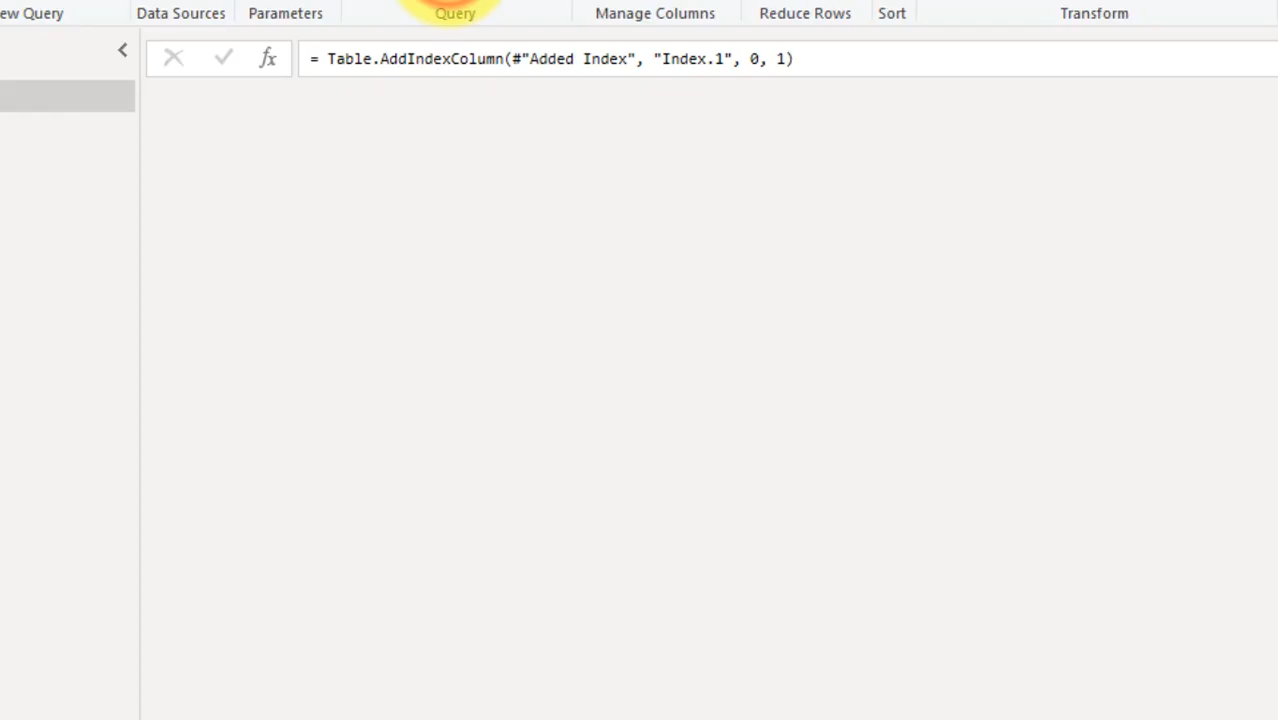 ew Query Data Sources Parameters Query Manage Columns Reduce Rows Sort Transform
fx = Table.AddIndexColumn(#"Added Index", "Index.1", 0, 1)